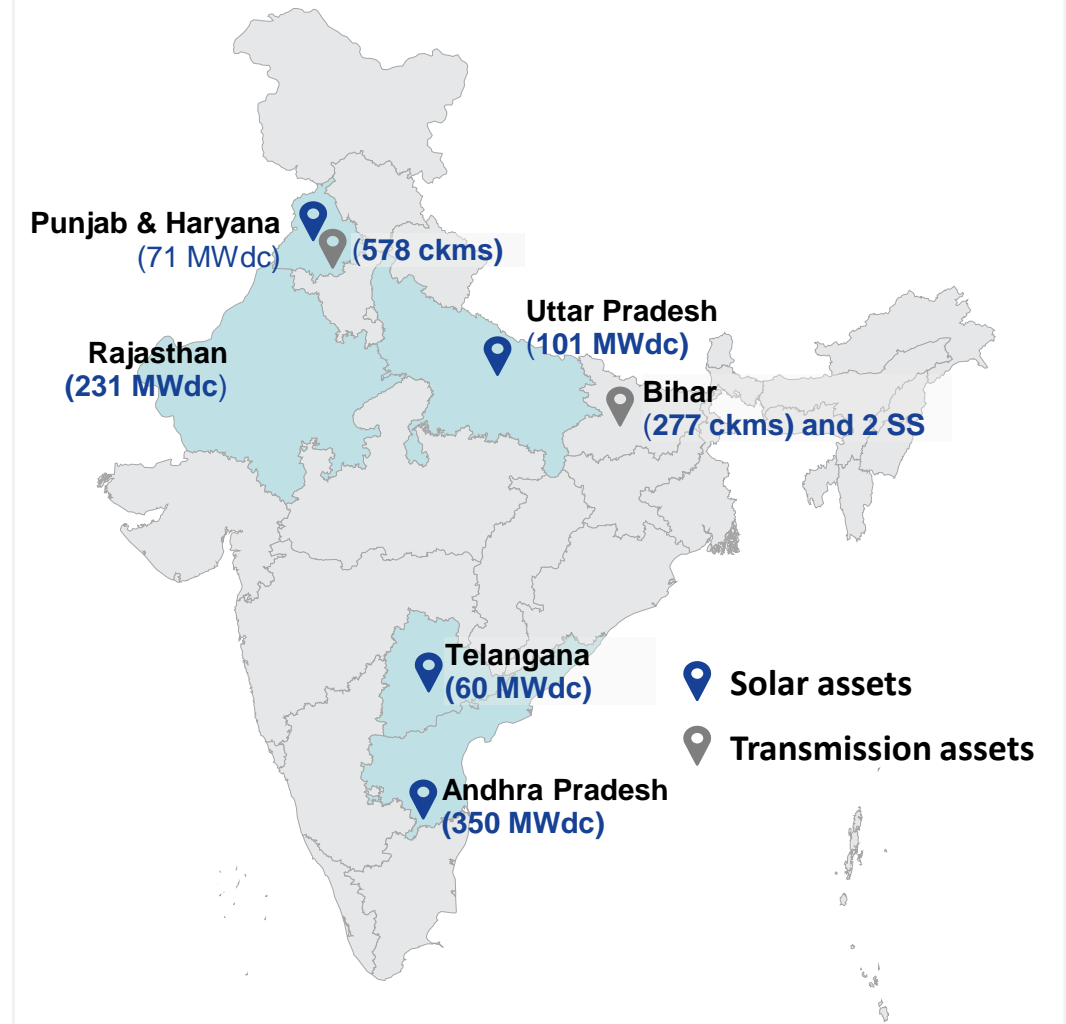 Punjab & Haryana
(71 MWdc)
(578 ckms)
Uttar Pradesh
(101 MWdc)
Rajasthan
(231 MWdc)
Bihar
(277 ckms) and 2 SS
Telangana
(60 MWdc)
Solar assets
Transmission assets
Andhra Pradesh
(350 MWdc)